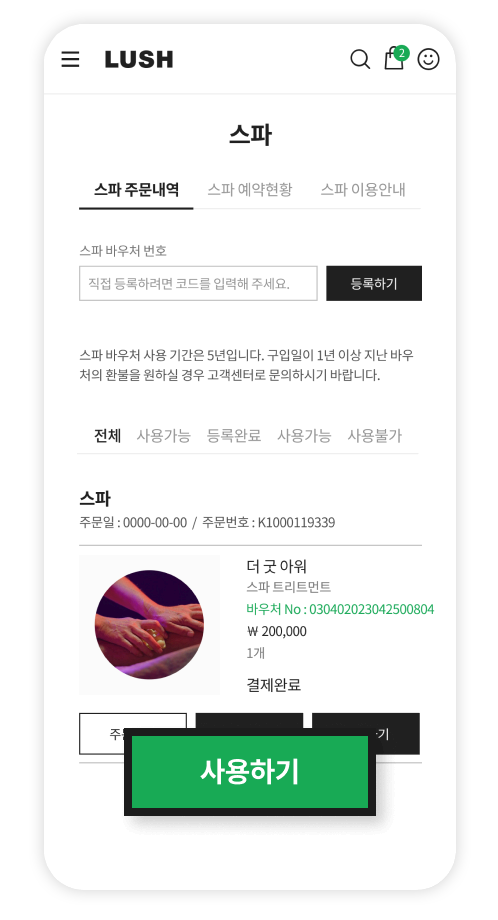 LUSH
2
스파
스파 주문내역 스파 예약현황 스파 이용안내
스파 바우처 번호
직접 등록하려면 코드를 입력해 주세요. 등록하기
스파 바우처 사용 기간은 5년입니다. 구입일이 1년 이상 지난 바우
처의 환불을 원하실 경우 고객센터로 문의하시기 바랍니다.
전체 사용가능 등록완료 사용가능 사용불가
스파
주문일 : 0000-00-00 / 주문번호 : K1000119339
더 굿 아워
스파 트리트먼트
바우처 No : 030402023042500804
₩ 200,000
1개
결제완료
사용하기